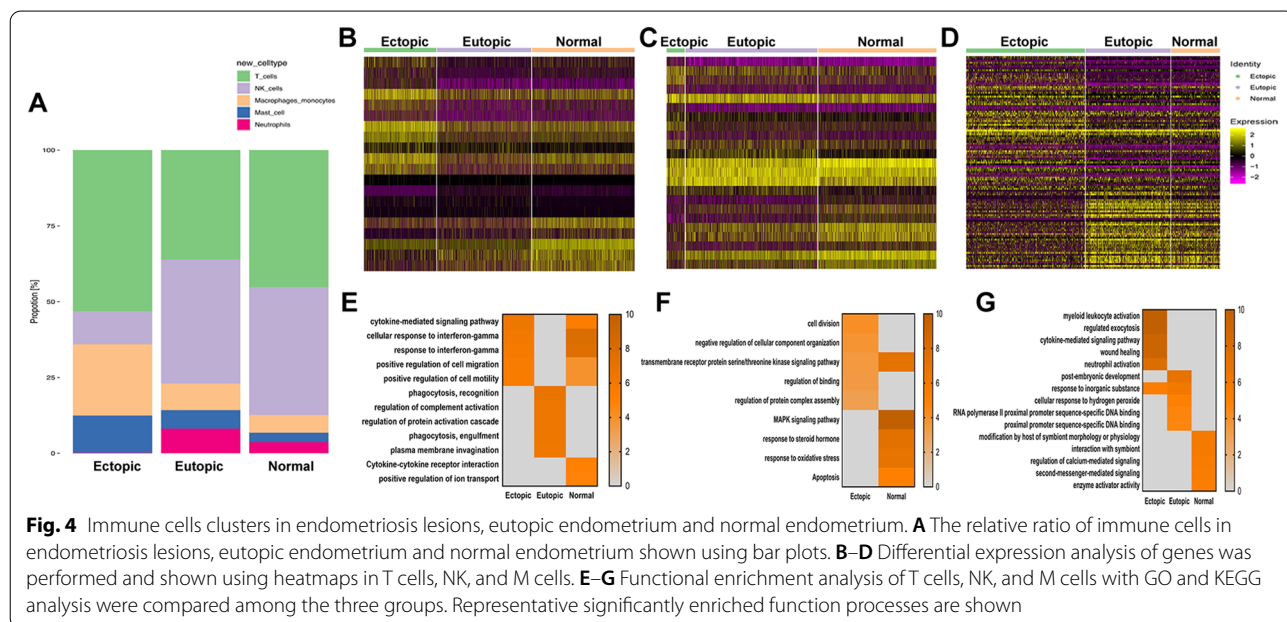 A
new_celltype
T_cells
NK_cells
Macrophages_monocytes
Mast_cell
Neutrophils
Propotion [%]
100
75
50
25
0
Ectopic
Eutopic
Normal
B
Ectopic
Eutopic
Normal
C
Ectopic
Eutopic
Normal
D
Ectopic
Eutopic
Normal
Identity
Ectopic
Eutopic
Normal
Expression
2
1
0
-1
-2
E
cytokine-mediated signaling pathway
cellular response to interferon-gamma
response to interferon-gamma
positive regulation of cell migration
positive regulation of cell motility
phagocytosis, recognition
regulation of complement activation
regulation of protein activation cascade
phagocytosis, engulfment
plasma membrane invagination
Cytokine-cytokine receptor interaction
positive regulation of ion transport
Ectopic Eutopic Normal
10
8
6
4
2
0
F
cell division
negative regulation of cellular component organization
transmembrane receptor protein serine/threonine kinase signaling pathway
regulation of binding
regulation of protein complex assembly
MAPK signaling pathway
response to steroid hormone
response to oxidative stress
Apoptosis
Ectopic Normal
10
8
6
4
2
0
G
myeloid leukocyte activation
regulated exocytosis
cytokine-mediated signaling pathway
wound healing
neutrophil activation
post-embryonic development
response to inorganic substance
cellular response to hydrogen peroxide
RNA polymerase II proximal promoter sequence-specific DNA binding
proximal promoter sequence-specific DNA binding
modification by host of symbiont morphology or physiology
interaction with symbiont
regulation of calcium-mediated signaling
second-messenger-mediated signaling
enzyme activator activity
Ectopic Eutopic Normal
10
8
6
4
2
0
Fig. 4 Immune cells clusters in endometriosis lesions, eutopic endometrium and normal endometrium. A The relative ratio of immune cells in
endometriosis lesions, eutopic endometrium and normal endometrium shown using bar plots. B–D Differential expression analysis of genes was
performed and shown using heatmaps in T cells, NK, and M cells. E–G Functional enrichment analysis of T cells, NK, and M cells with GO and KEGG
analysis were compared among the three groups. Representative significantly enriched function processes are shown